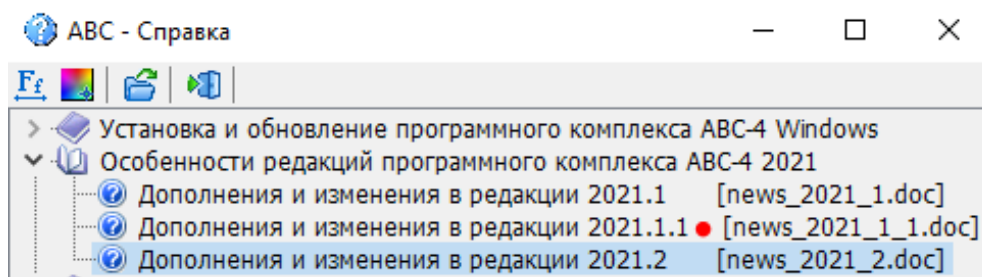 АВС - Справка
Ff
Установка и обновление программного комплекса АВС-4 Windows
Особенности редакций программного комплекса АВС-4 2021
Дополнения и изменения в редакции 2021.1 [news_2021_1.doc]
Дополнения и изменения в редакции 2021.1.1 [news_2021_1_1.doc]
Дополнения и изменения в редакции 2021.2 [news_2021_2.doc]